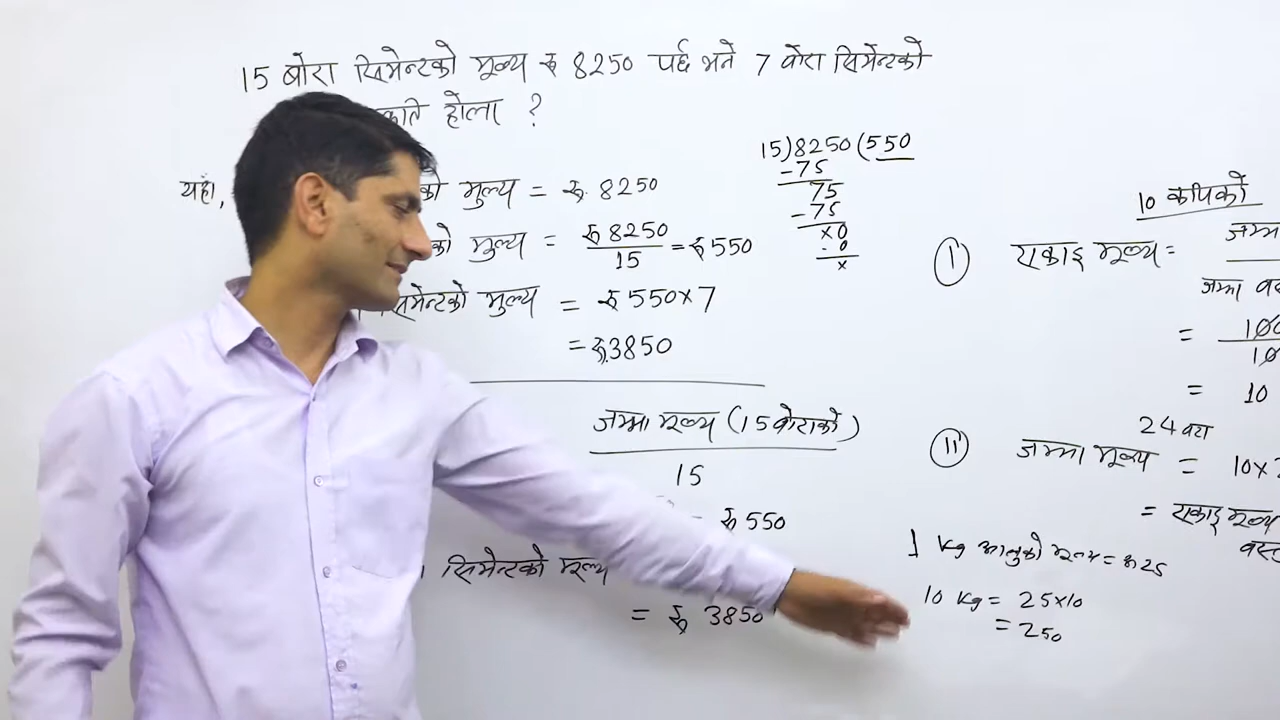 15 बोरा सिमेन्टको मूल्य रू 8250 पर्छ भने 7 वोरा सिमेन्टको
होला ?
यहाँ, को मुल्य = रू. 8250
को मुल्य = रू 8250 / 15 = रू 550
सिमेन्टको मुल्य = रू 550×7
= रू.3850
15)8250(550
-75
75
-75
×0
-0
×
जम्मा मूल्य (15 बोराको)
15
= रू 550
सिमेन्टको मूल्य
= रू 3850
10 कपिको
I एकाइ मूल्य =
जम्मा
=
= 10
24 वटा
II जम्मा मूल्य = 10×
= एकाइ मूल्य
1 kg आलुको मूल्य = रू 25
10 kg = 25×10
= 250